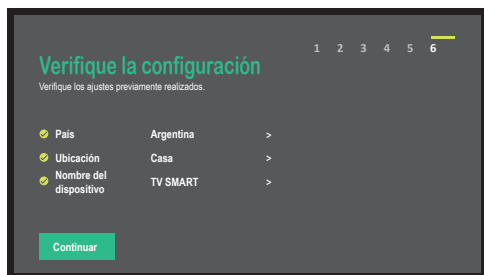 1 2 3 4 5 6
Verifique la configuración
Verifique los ajustes previamente realizados.
País Argentina >
Ubicación Casa >
Nombre del
dispositivo TV SMART >
Continuar